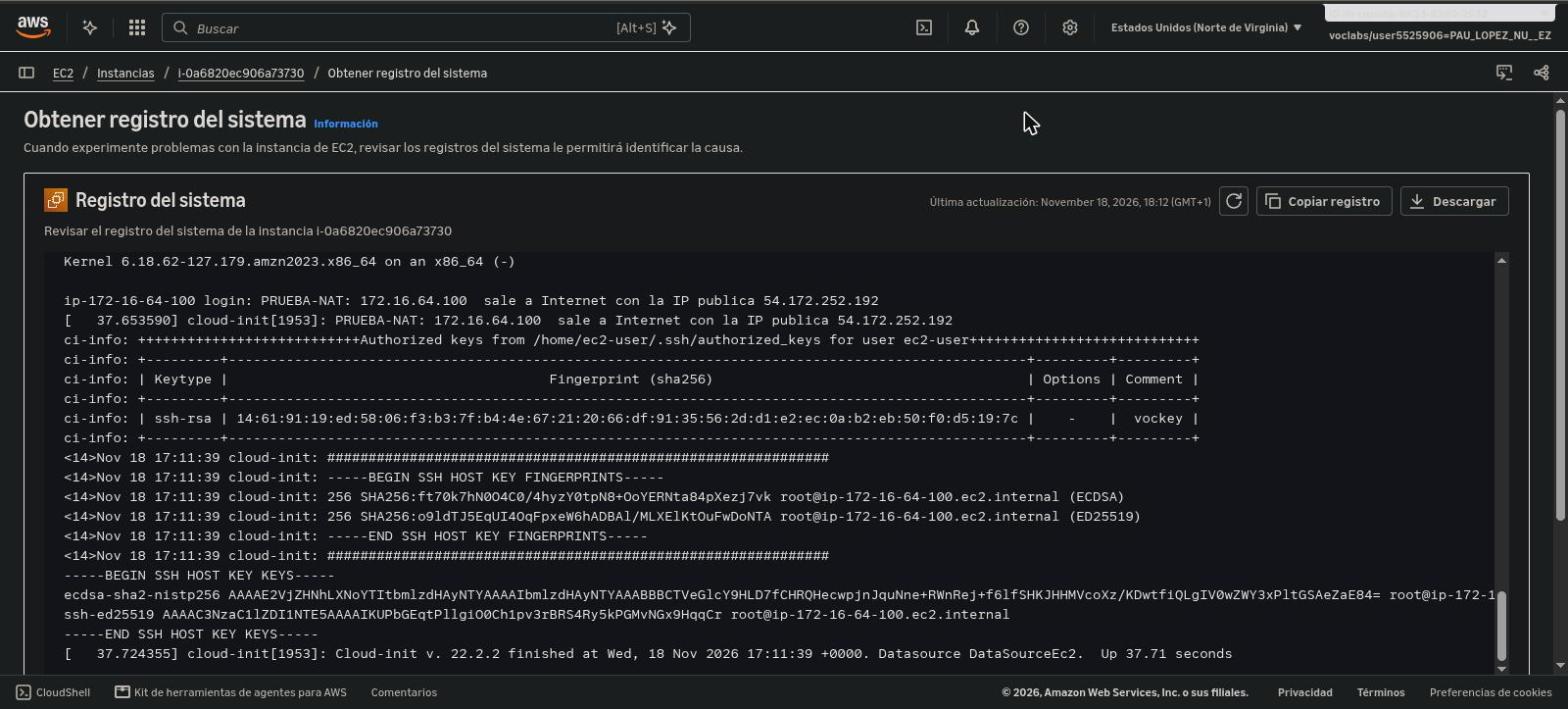 aws
Buscar
[Alt+S]
Estados Unidos (Norte de Virginia)
voclabs/user5525906=PAU_LOPEZ_NU__EZ
EC2 / Instancias / i-0a6820ec906a73730 / Obtener registro del sistema
Obtener registro del sistema Información
Cuando experimente problemas con la instancia de EC2, revisar los registros del sistema le permitirá identificar la causa.
Registro del sistema
Última actualización: November 18, 2026, 18:12 (GMT+1)
Copiar registro
Descargar
Revisar el registro del sistema de la instancia i-0a6820ec906a73730
Kernel 6.18.62-127.179.amzn2023.x86_64 on an x86_64 (-)
ip-172-16-64-100 login: PRUEBA-NAT: 172.16.64.100  sale a Internet con la IP publica 54.172.252.192
[   37.653590] cloud-init[1953]: PRUEBA-NAT: 172.16.64.100  sale a Internet con la IP publica 54.172.252.192
ci-info: +++++++++++++++++++++++++++Authorized keys from /home/ec2-user/.ssh/authorized_keys for user ec2-user++++++++++++++++++++++++++++
ci-info: +---------+-------------------------------------------------------------------------------------------------+---------+---------+
ci-info: | Keytype |                                       Fingerprint (sha256)                                      | Options | Comment |
ci-info: +---------+-------------------------------------------------------------------------------------------------+---------+---------+
ci-info: | ssh-rsa | 14:61:91:19:ed:58:06:f3:b3:7f:b4:4e:67:21:20:66:df:91:35:56:2d:d1:e2:ec:0a:b2:eb:50:f0:d5:19:7c |    -    |  vockey |
ci-info: +---------+-------------------------------------------------------------------------------------------------+---------+---------+
<14>Nov 18 17:11:39 cloud-init: #############################################################
<14>Nov 18 17:11:39 cloud-init: -----BEGIN SSH HOST KEY FINGERPRINTS-----
<14>Nov 18 17:11:39 cloud-init: 256 SHA256:ft70k7hN0O4C0/4hyzY0tpN8+OoYERNta84pXezj7vk root@ip-172-16-64-100.ec2.internal (ECDSA)
<14>Nov 18 17:11:39 cloud-init: 256 SHA256:o9ldTJ5EqUI4OqFpxeW6hADBAl/MLXElKtOuFwDoNTA root@ip-172-16-64-100.ec2.internal (ED25519)
<14>Nov 18 17:11:39 cloud-init: -----END SSH HOST KEY FINGERPRINTS-----
<14>Nov 18 17:11:39 cloud-init: #############################################################
-----BEGIN SSH HOST KEY KEYS-----
ecdsa-sha2-nistp256 AAAAE2VjZHNhLXNoYTItbmlzdHAyNTYAAAAIbmlzdHAyNTYAAABBBCTVeGlcY9HLD7fCHRQHecwpjnJquNne+RWnRej+f6lfSHKJHHMVcoXz/KDwtfiQLgIV0wZWY3xPltGSAeZaE84= root@ip-172-1
ssh-ed25519 AAAAC3NzaC1lZDI1NTE5AAAAIKUPbGEqtPllgiO0Ch1pv3rBRS4Ry5kPGMvNGx9HqqCr root@ip-172-16-64-100.ec2.internal
-----END SSH HOST KEY KEYS-----
[   37.724355] cloud-init[1953]: Cloud-init v. 22.2.2 finished at Wed, 18 Nov 2026 17:11:39 +0000. Datasource DataSourceEc2.  Up 37.71 seconds
CloudShell
Kit de herramientas de agentes para AWS
Comentarios
© 2026, Amazon Web Services, Inc. o sus filiales.
Privacidad
Términos
Preferencias de cookies